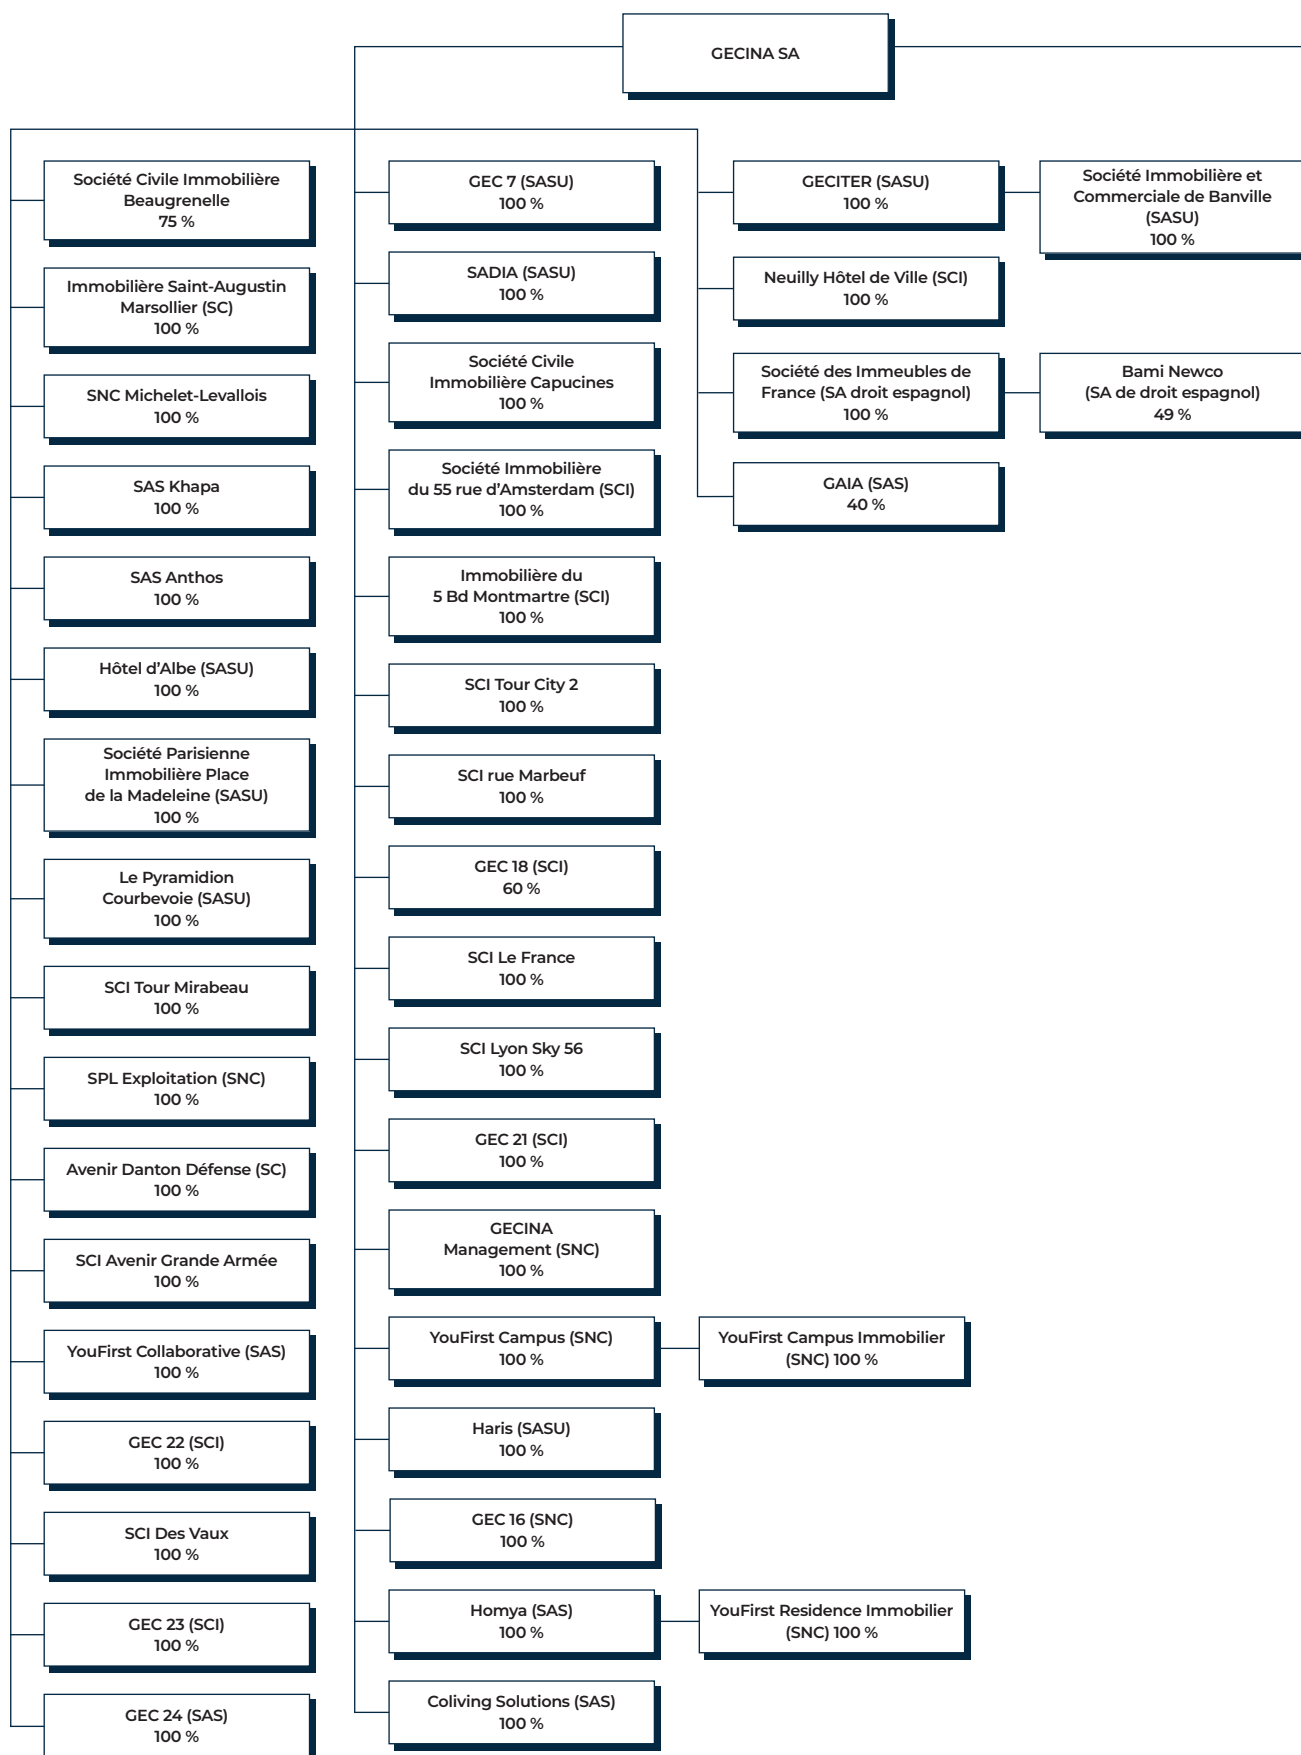 GECINA SA
Société Civile Immobilière
Beaugrenelle
75 %
Immobilière Saint-Augustin
Marsollier (SC)
100 %
SNC Michelet-Levallois
100 %
SAS Khapa
100 %
SAS Anthos
100 %
Hôtel d’Albe (SASU)
100 %
Société Parisienne
Immobilière Place
de la Madeleine (SASU)
100 %
Le Pyramidion
Courbevoie (SASU)
100 %
SCI Tour Mirabeau
100 %
SPL Exploitation (SNC)
100 %
Avenir Danton Défense (SC)
100 %
SCI Avenir Grande Armée
100 %
YouFirst Collaborative (SAS)
100 %
GEC 22 (SCI)
100 %
SCI Des Vaux
100 %
GEC 23 (SCI)
100 %
GEC 24 (SAS)
100 %
GEC 7 (SASU)
100 %
SADIA (SASU)
100 %
Société Civile
Immobilière Capucines
100 %
Société Immobilière
du 55 rue d’Amsterdam (SCI)
100 %
Immobilière du
5 Bd Montmartre (SCI)
100 %
SCI Tour City 2
100 %
SCI rue Marbeuf
100 %
GEC 18 (SCI)
60 %
SCI Le France
100 %
SCI Lyon Sky 56
100 %
GEC 21 (SCI)
100 %
GECINA
Management (SNC)
100 %
YouFirst Campus (SNC)
100 %
YouFirst Campus Immobilier
(SNC) 100 %
Haris (SASU)
100 %
GEC 16 (SNC)
100 %
Homya (SAS)
100 %
YouFirst Residence Immobilier
(SNC) 100 %
Coliving Solutions (SAS)
100 %
GECITER (SASU)
100 %
Société Immobilière et
Commerciale de Banville
(SASU)
100 %
Neuilly Hôtel de Ville (SCI)
100 %
Société des Immeubles de
France (SA droit espagnol)
100 %
Bami Newco
(SA de droit espagnol)
49 %
GAIA (SAS)
40 %